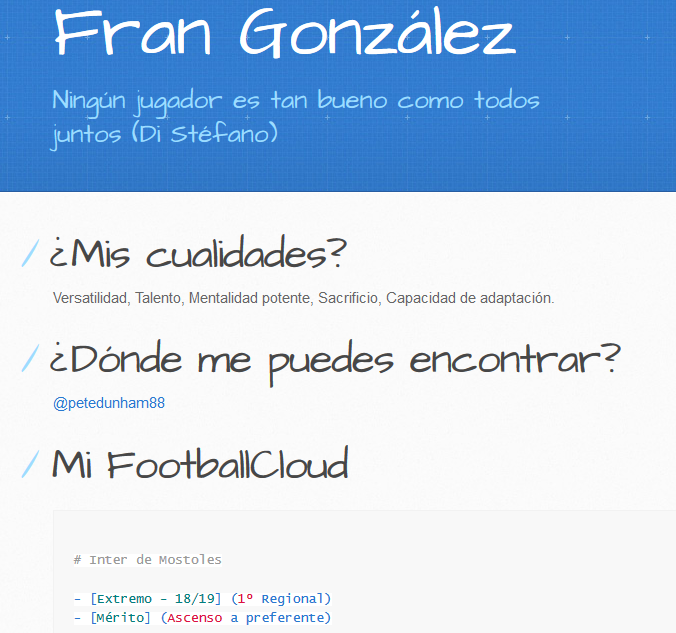 Fran González
Ningún jugador es tan bueno como todos
juntos (Di Stéfano)
¿Mis cualidades?
Versatilidad, Talento, Mentalidad potente, Sacrificio, Capacidad de adaptación.
¿Dónde me puedes encontrar?
@petedunham88
Mi FootballCloud
# Inter de Mostoles
- [Extremo - 18/19] (1º Regional)
- [Mérito] (Ascenso a preferente)